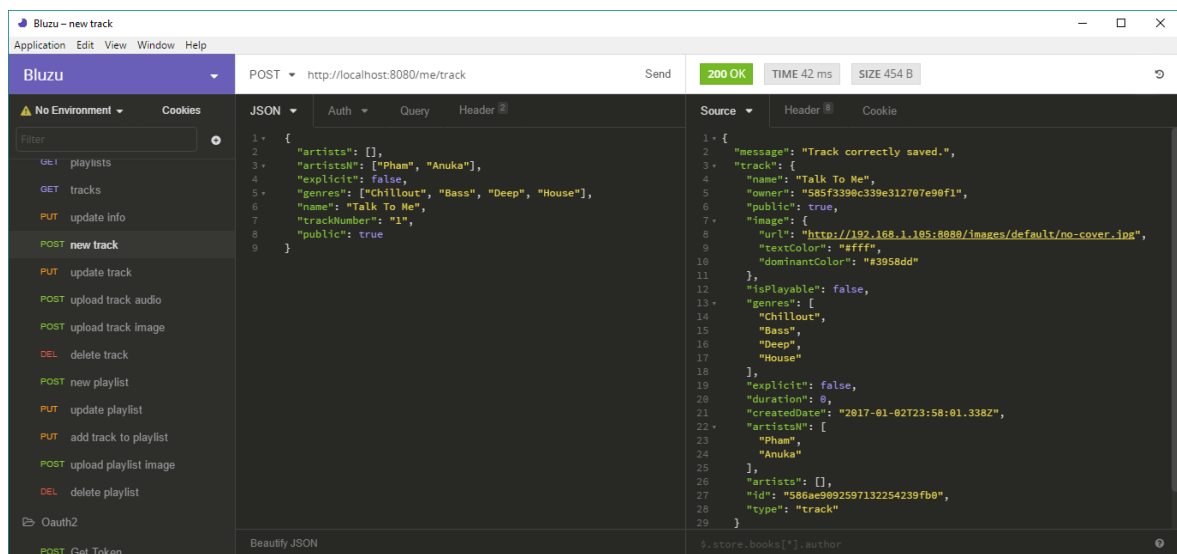 Bluzu – new track
Application Edit View Window Help
Bluzu
No Environment
Cookies
Filter
GET playlists
GET tracks
PUT update info
POST new track
PUT update track
POST upload track audio
POST upload track image
DEL delete track
POST new playlist
PUT update playlist
PUT add track to playlist
POST upload playlist image
DEL delete playlist
Oauth2
POST Get Token
POST http://localhost:8080/me/track Send
JSON Auth Query Header 2
1 {
2 "artists": [],
3 "artistsN": ["Pham", "Anuka"],
4 "explicit": false,
5 "genres": ["Chillout", "Bass", "Deep", "House"],
6 "name": "Talk To Me",
7 "trackNumber": "1",
8 "public": true
9 }
Beautify JSON
200 OK TIME 42 ms SIZE 454 B
Source Header 8 Cookie
1 {
2 "message": "Track correctly saved.",
3 "track": {
4 "name": "Talk To Me",
5 "owner": "585f3390c339e312707e90f1",
6 "public": true,
7 "image": {
8 "url": "http://192.168.1.105:8080/images/default/no-cover.jpg",
9 "textColor": "#fff",
10 "dominantColor": "#3958dd"
11 },
12 "isPlayable": false,
13 "genres": [
14 "Chillout",
15 "Bass",
16 "Deep",
17 "House"
18 ],
19 "explicit": false,
20 "duration": 0,
21 "createdDate": "2017-01-02T23:58:01.338Z",
22 "artistsN": [
23 "Pham",
24 "Anuka"
25 ],
26 "artists": [],
27 "id": "586ae9092597132254239fb0",
28 "type": "track"
29 }
$.store.books[*].author